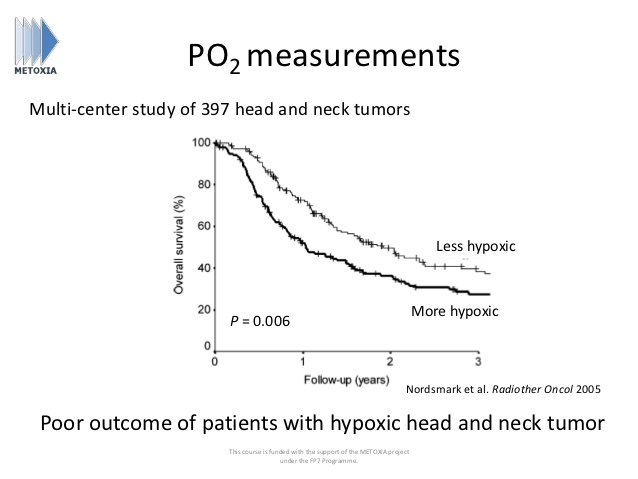 METOXIA
PO2 measurements
Multi-center study of 397 head and neck tumors
100
80
60
40
20
0
Overall survival (%)
Less hypoxic
More hypoxic
P = 0.006
0 1 2 3
Follow-up (years)
Nordsmark et al. Radiother Oncol 2005
Poor outcome of patients with hypoxic head and neck tumor
This course is funded with the support of the METOXIA project
under the FP7 Programme.